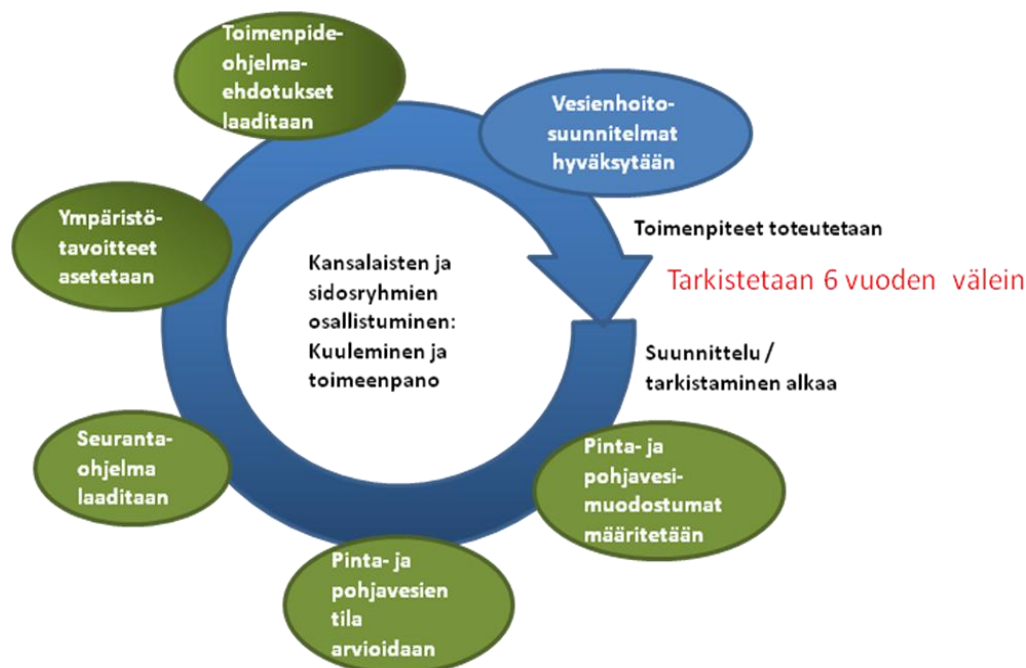 Toimenpide-
ohjelma-
ehdotukset
laaditaan
Vesienhoito-
suunnitelmat
hyväksytään
Ympäristö-
tavoitteet
asetetaan
Toimenpiteet toteutetaan
Tarkistetaan 6 vuoden välein
Kansalaisten ja
sidosryhmien
osallistuminen:
Kuuleminen ja
toimeenpano
Suunnittelu /
tarkistaminen alkaa
Seuranta-
ohjelma
laaditaan
Pinta- ja
pohjavesi-
muodostumat
määritetään
Pinta- ja
pohjavesien
tila
arvioidaan